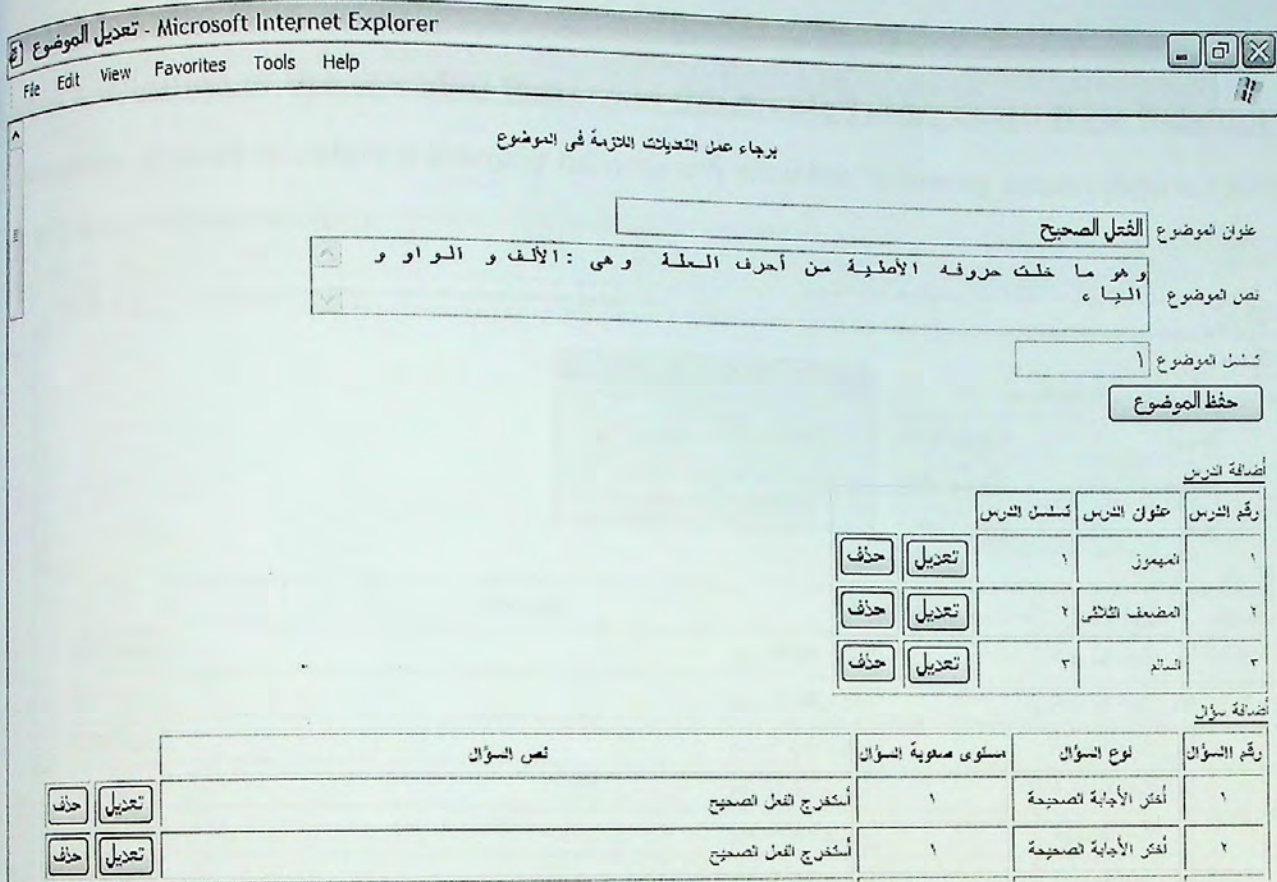 تعديل الموضوع - Microsoft Internet Explorer
File Edit View Favorites Tools Help
برجاء عمل التعديلات اللازمة فى الموضوع
عنوان الموضوع الفتل الصحيح
نص الموضوع و هو ما خلت حروفه الأصلية من أحرف العلة و هى : الألف و الواو و
الياء
تسلسل الموضوع ١
حفظ الموضوع
أضافة الدرس
رقم الدرس عنوان الدرس تسلسل الدرس
١ المهموز ١ تعديل حذف
٢ المضعف الثلاثى ٢ تعديل حذف
٣ السالم ٣ تعديل حذف
أضافة سؤال
رقم السؤال نوع السؤال مستوى صعوبة السؤال نص السؤال
١ أختر الأجابة الصحيحة ١ أستخرج الفعل الصحيح تعديل حذف
٢ أختر الأجابة الصحيحة ١ أستخرج الفعل الصحيح تعديل حذف